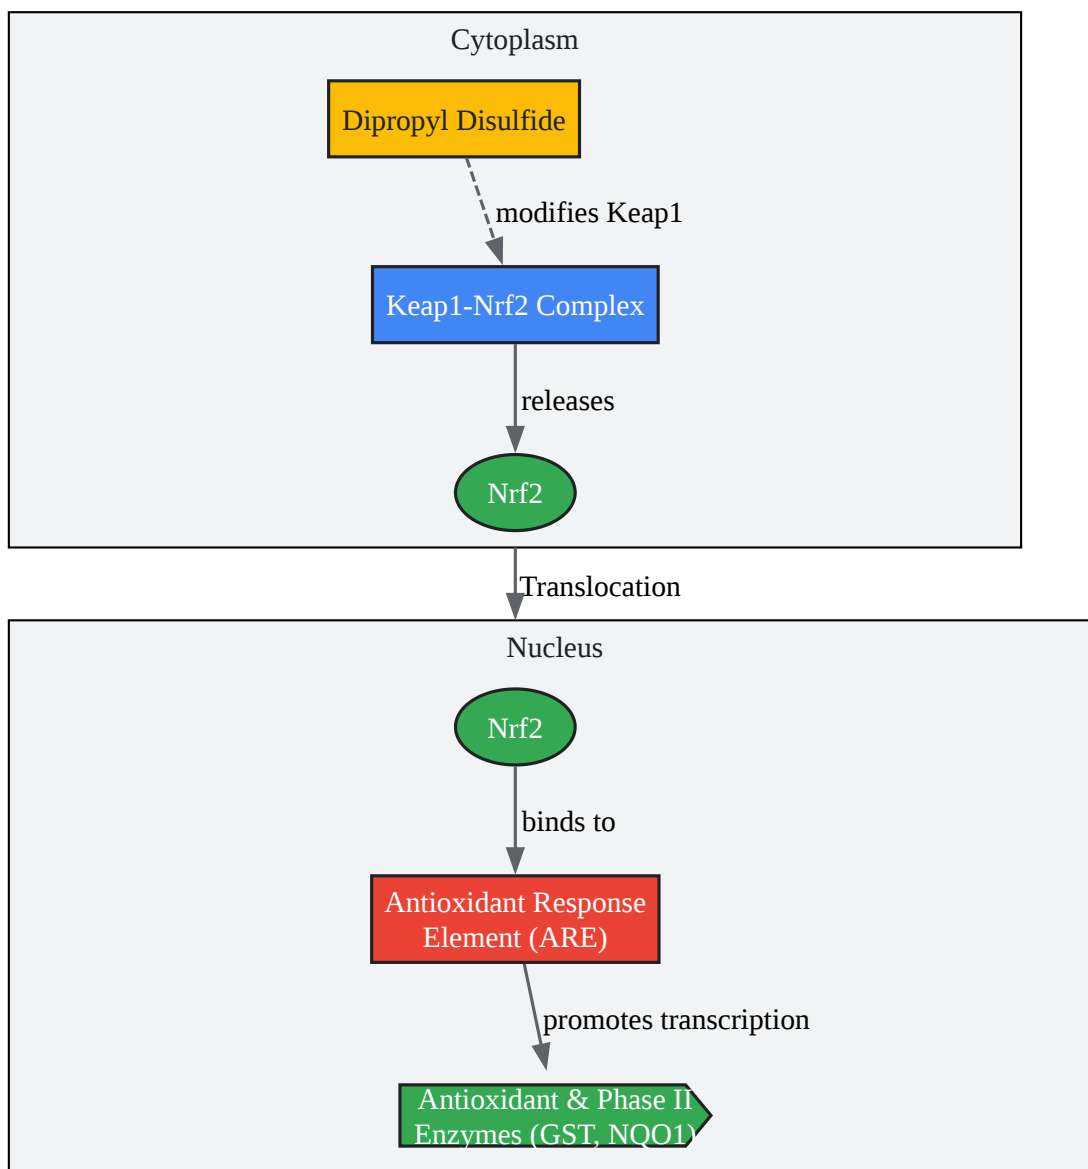 Cytoplasm
Dipropyl Disulfide
modifies Keap1
Keap1-Nrf2 Complex
releases
Nrf2
Translocation
Nucleus
Nrf2
binds to
Antioxidant Response
Element (ARE)
promotes transcription
Antioxidant & Phase II
Enzymes (GST, NQO1)